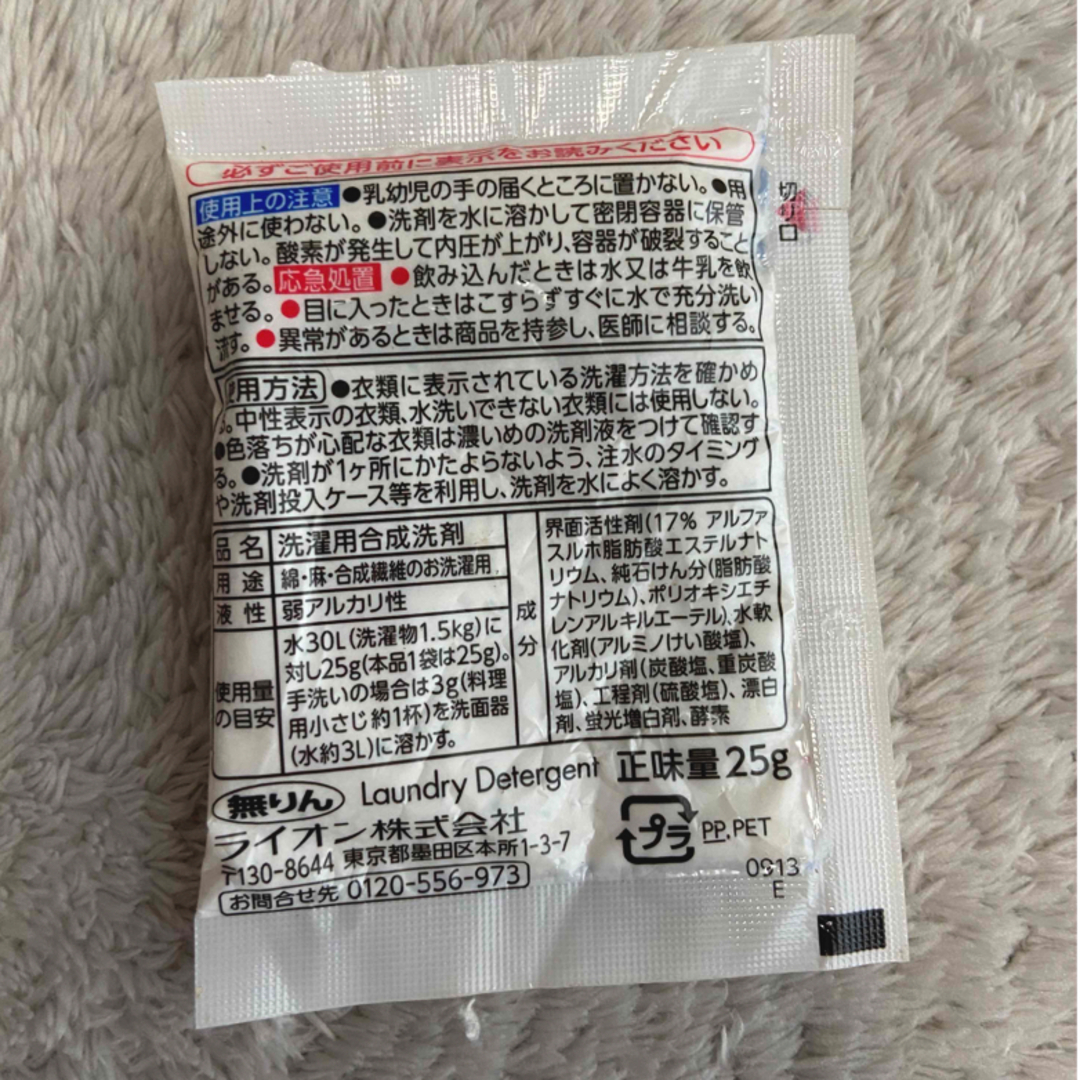 必ずご使用前に表示をお読みください
切り口
使用上の注意 ●乳幼児の手の届くところに置かない。●用
途外に使わない。●洗剤を水に溶かして密閉容器に保管
しない。酸素が発生して内圧が上がり、容器が破裂すること
がある。応急処置 ●飲み込んだときは水又は牛乳を飲
ませる。●目に入ったときはこすらずすぐに水で充分洗い
流す。●異常があるときは商品を持参し、医師に相談する。
使用方法 ●衣類に表示されている洗濯方法を確かめ
る。中性表示の衣類、水洗いできない衣類には使用しない。
●色落ちが心配な衣類は濃いめの洗剤液をつけて確認す
る。●洗剤が1ヶ所にかたよらないよう、注水のタイミング
や洗剤投入ケース等を利用し、洗剤を水によく溶かす。
品名 洗濯用合成洗剤
用途 綿・麻・合成繊維のお洗濯用
液性 弱アルカリ性
使用量
の目安
水30L(洗濯物1.5kg)に
対し25g(本品1袋は25g)。
手洗いの場合は3g(料理
用小さじ約1杯)を洗面器
(水約3L)に溶かす。
成分
界面活性剤(17% アルファ
スルホ脂肪酸エステルナト
リウム、純石けん分(脂肪酸
ナトリウム)、ポリオキシエチ
レンアルキルエーテル)、水軟
化剤(アルミノけい酸塩)、
アルカリ剤(炭酸塩、重炭酸
塩)、工程剤(硫酸塩)、漂白
剤、蛍光増白剤、酵素
無りん Laundry Detergent 正味量25g
ライオン株式会社
〒130-8644 東京都墨田区本所1-3-7
お問合せ先 0120-556-973
プラ PP,PET
0913
E